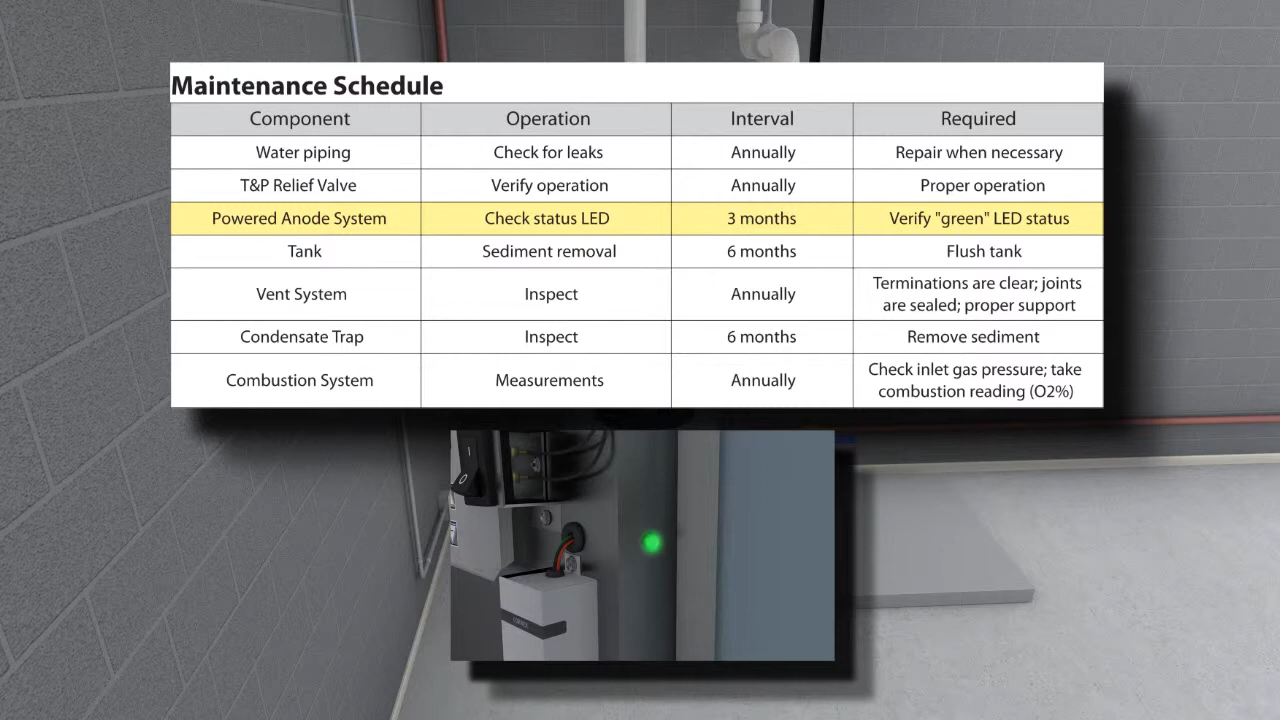 Maintenance Schedule
Component Operation Interval Required
Water piping Check for leaks Annually Repair when necessary
T&P Relief Valve Verify operation Annually Proper operation
Powered Anode System Check status LED 3 months Verify "green" LED status
Tank Sediment removal 6 months Flush tank
Vent System Inspect Annually Terminations are clear; joints
are sealed; proper support
Condensate Trap Inspect 6 months Remove sediment
Combustion System Measurements Annually Check inlet gas pressure; take
combustion reading (O2%)
I
O